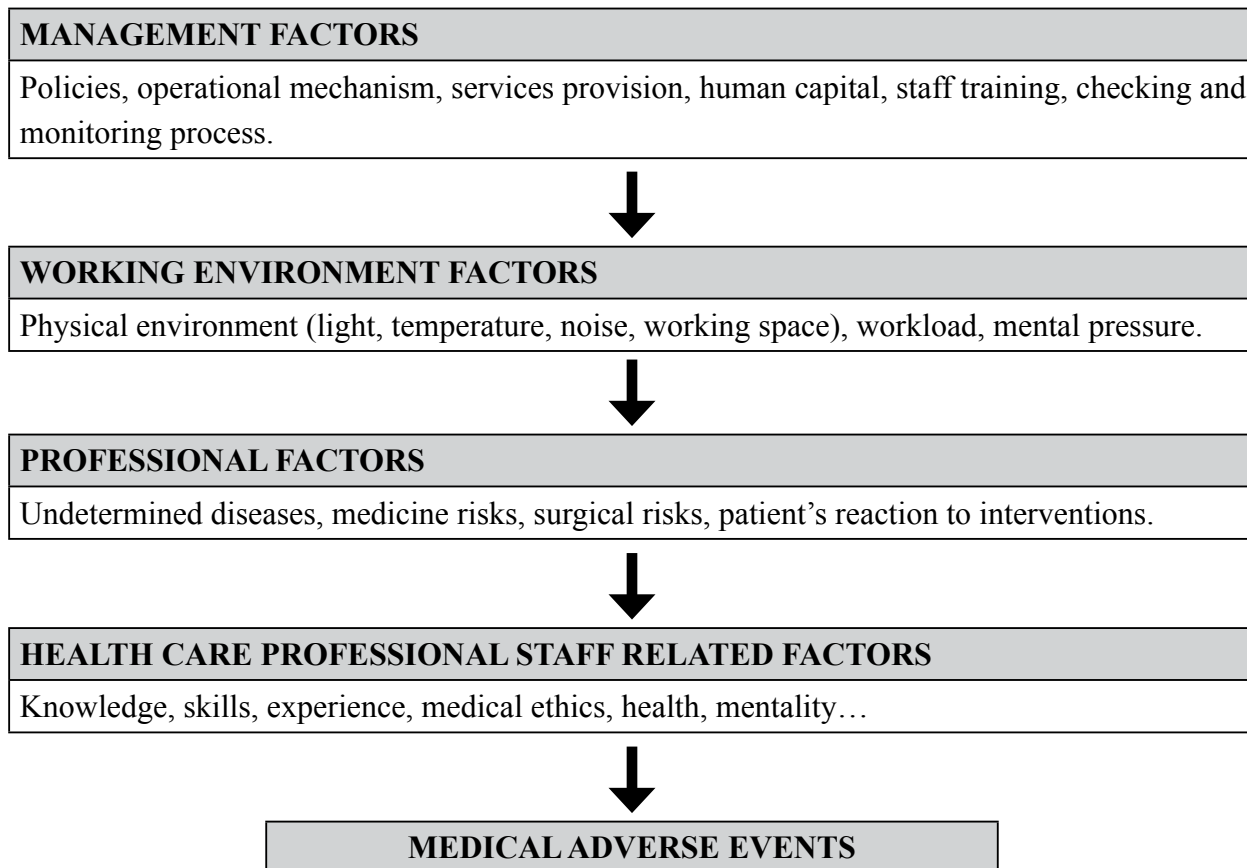 MANAGEMENT FACTORS
Policies, operational mechanism, services provision, human capital, staff training, checking and
monitoring process.
WORKING ENVIRONMENT FACTORS
Physical environment (light, temperature, noise, working space), workload, mental pressure.
PROFESSIONAL FACTORS
Undetermined diseases, medicine risks, surgical risks, patient’s reaction to interventions.
HEALTH CARE PROFESSIONAL STAFF RELATED FACTORS
Knowledge, skills, experience, medical ethics, health, mentality…
MEDICAL ADVERSE EVENTS